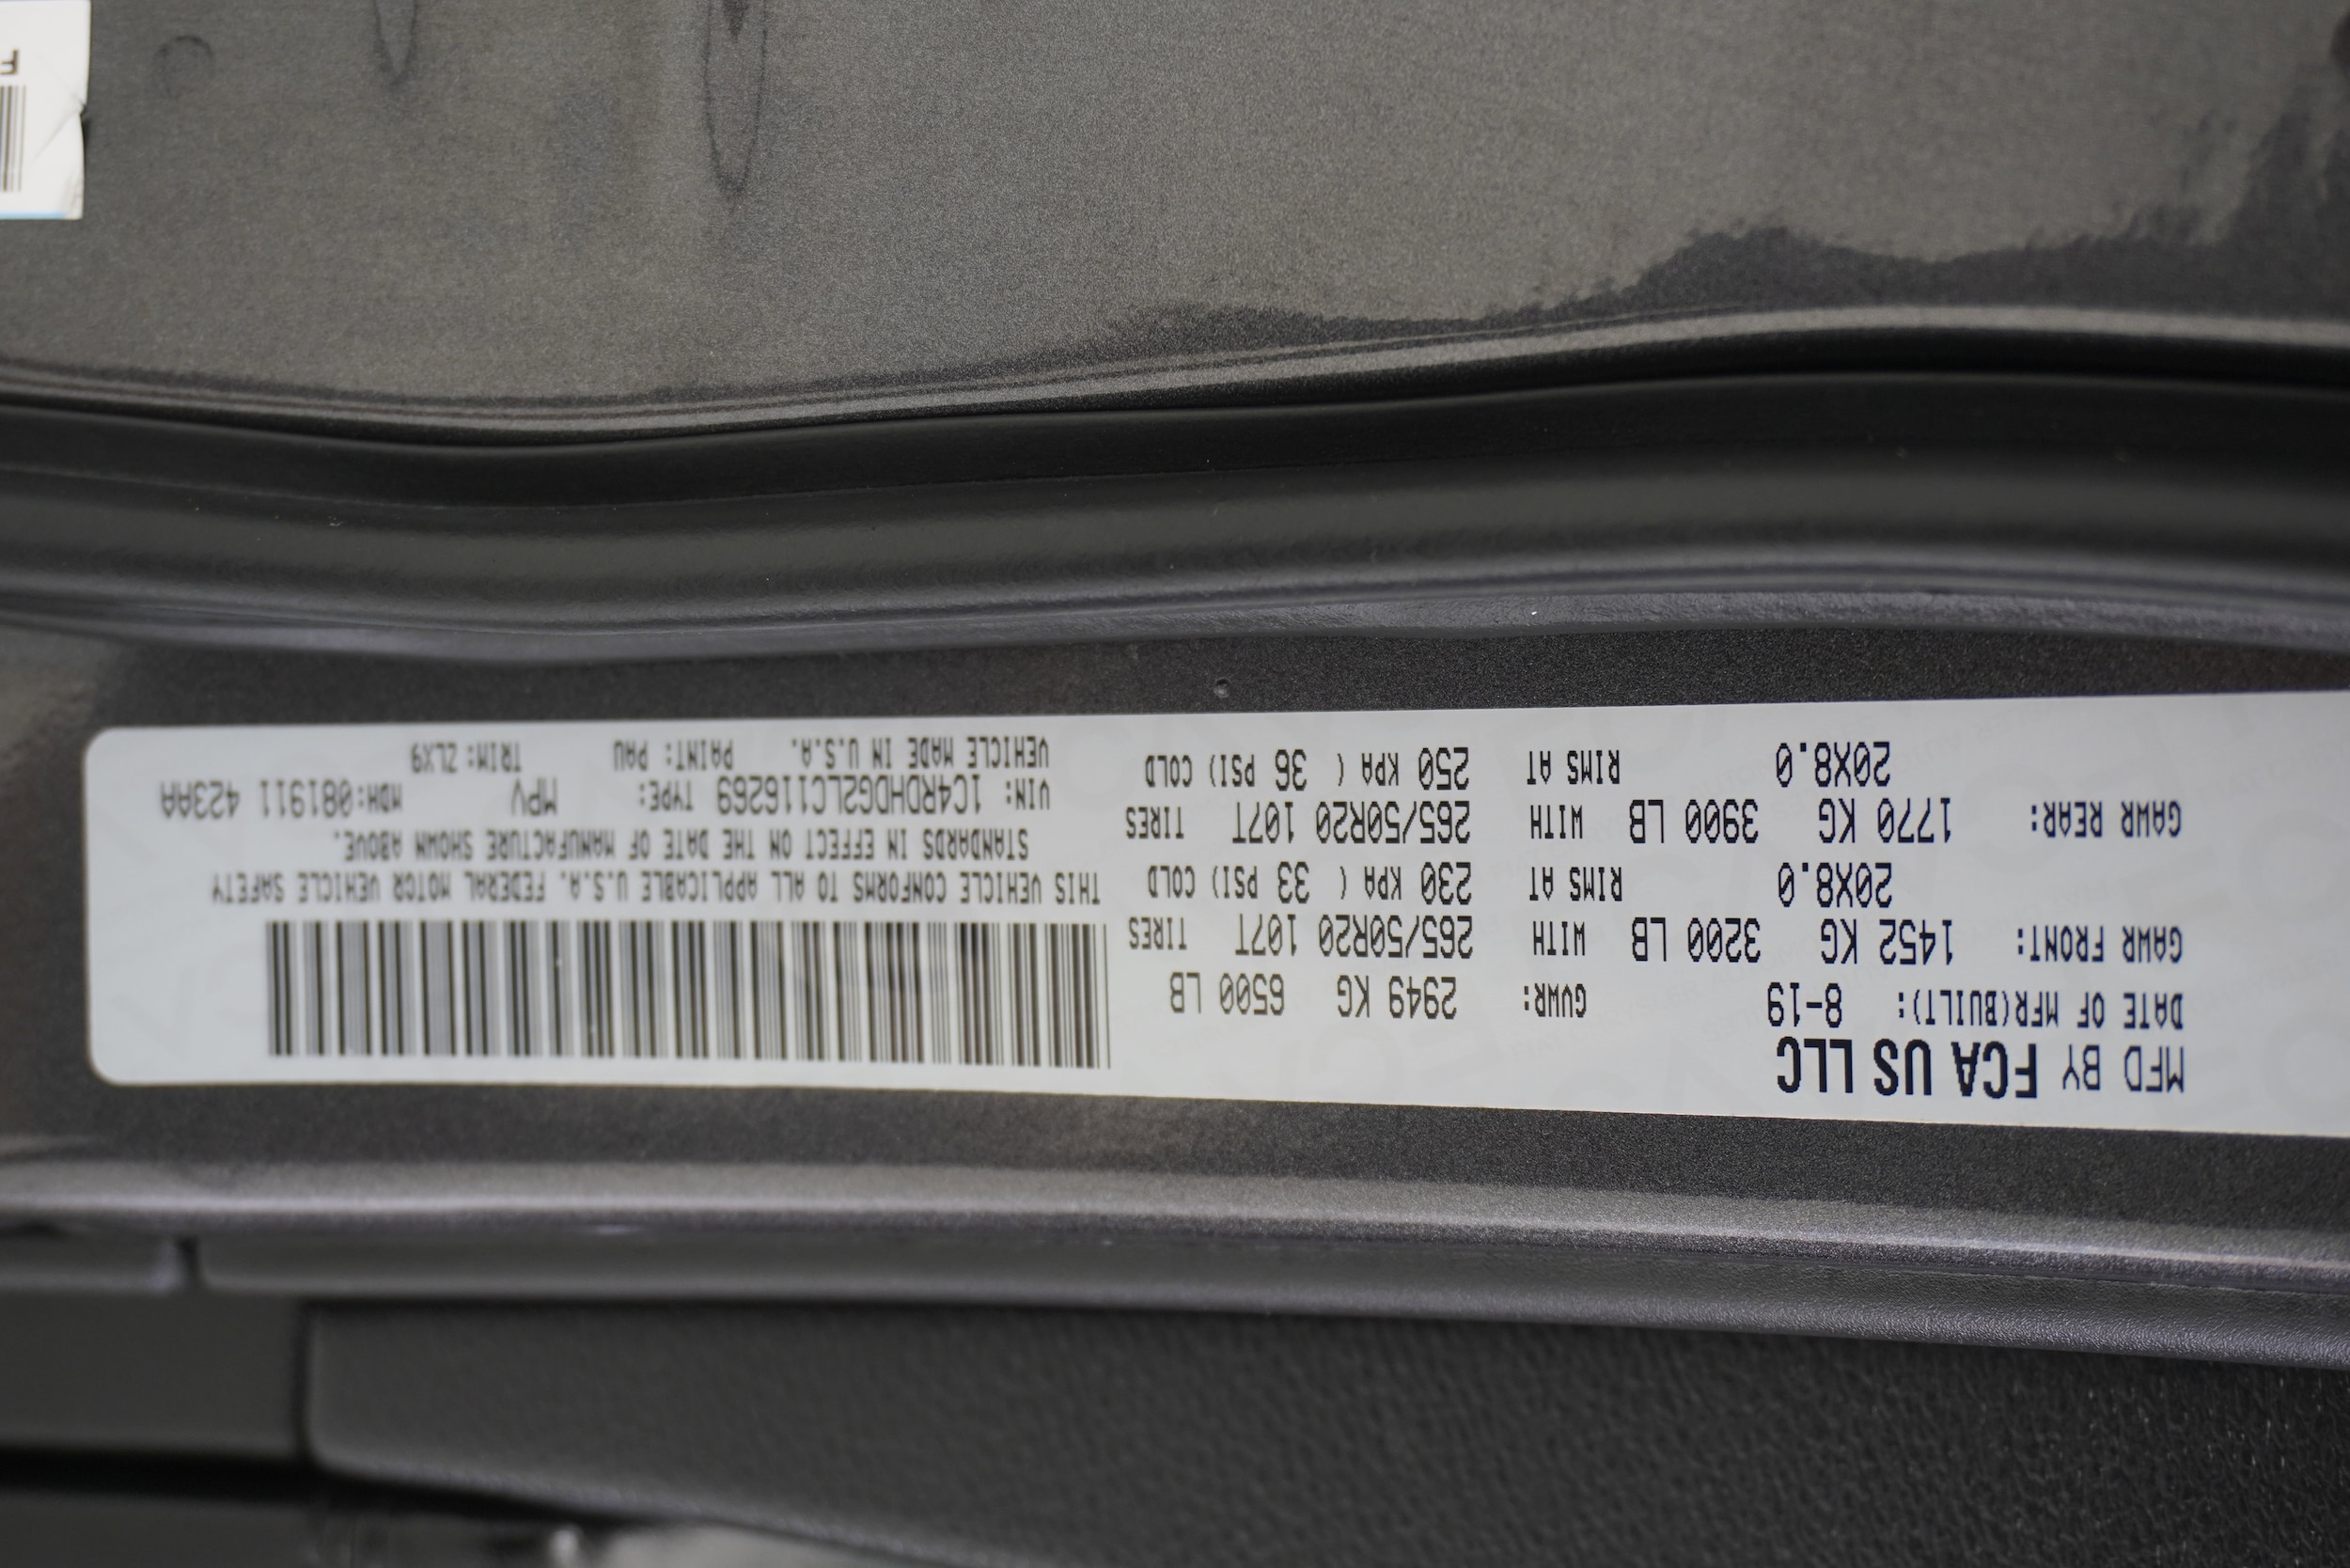 MFD BY FCA US LLC
DATE OF MFR(BUILT): 8-19 GVWR: 2949 KG 6500 LB
GAWR FRONT: 1452 KG 3200 LB WITH 265/50R20 107T TIRES
20X8.0 RIMS AT 230 KPA ( 33 PSI) COLD
GAWR REAR: 1770 KG 3900 LB WITH 265/50R20 107T TIRES
20X8.0 RIMS AT 250 KPA ( 36 PSI) COLD
THIS VEHICLE CONFORMS TO ALL APPLICABLE U.S.A. FEDERAL MOTOR VEHICLE SAFETY
STANDARDS IN EFFECT ON THE DATE OF MANUFACTURE SHOWN ABOVE.
VIN: 1C4RDHDG2LC116269 TYPE: MPV MDH:081911 423AA
VEHICLE MADE IN U.S.A. PAINT: PAU TRIM: ZLX9
F